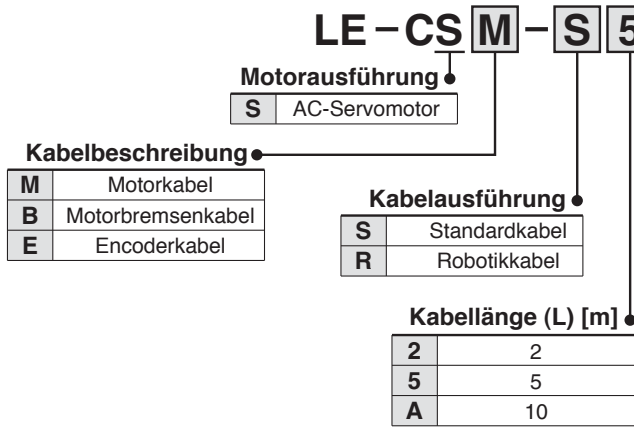 LE－CSM－S5
Motorausführung
S AC-Servomotor
Kabelbeschreibung
M Motorkabel
B Motorbremsenkabel
E Encoderkabel
Kabelausführung
S Standardkabel
R Robotikkabel
Kabellänge (L) [m]
2 2
5 5
A 10